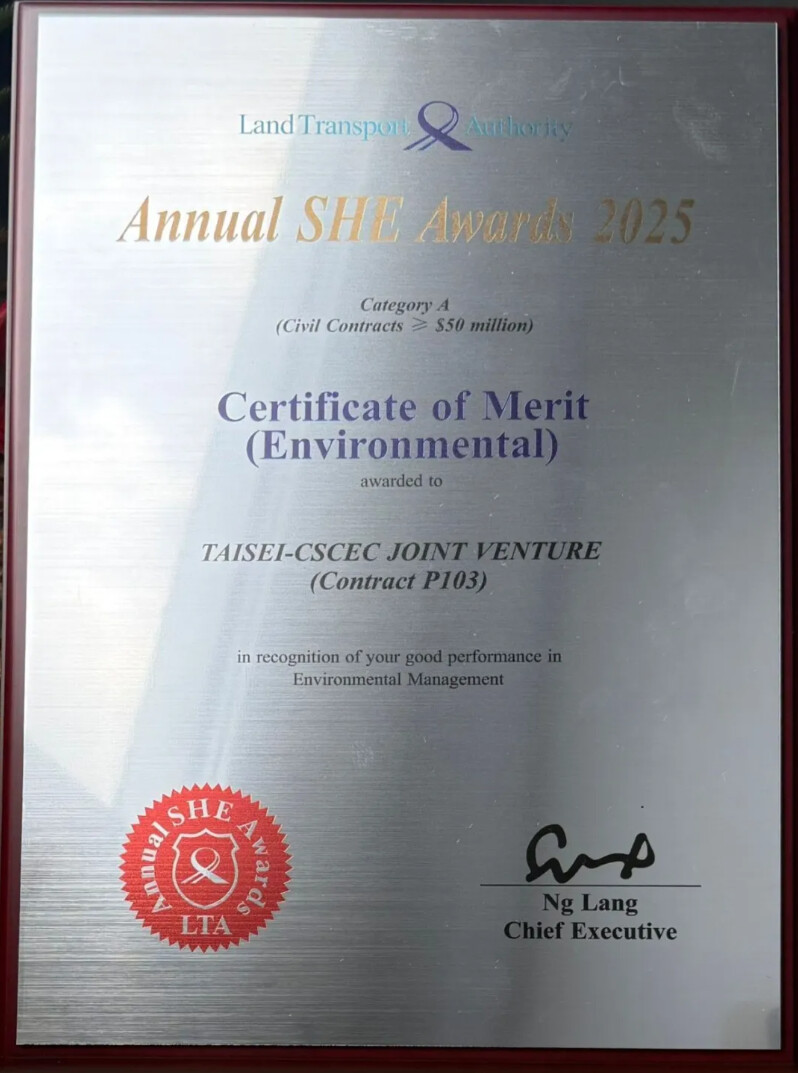 Land Transport Authority
Annual SHE Awards 2025
Category A
(Civil Contracts ≥ $50 million)
Certificate of Merit
(Environmental)
awarded to
TAISEI-CSCEC JOINT VENTURE
(Contract P103)
in recognition of your good performance in
Environmental Management
Annual SHE Awards
LTA
Ng Lang
Chief Executive